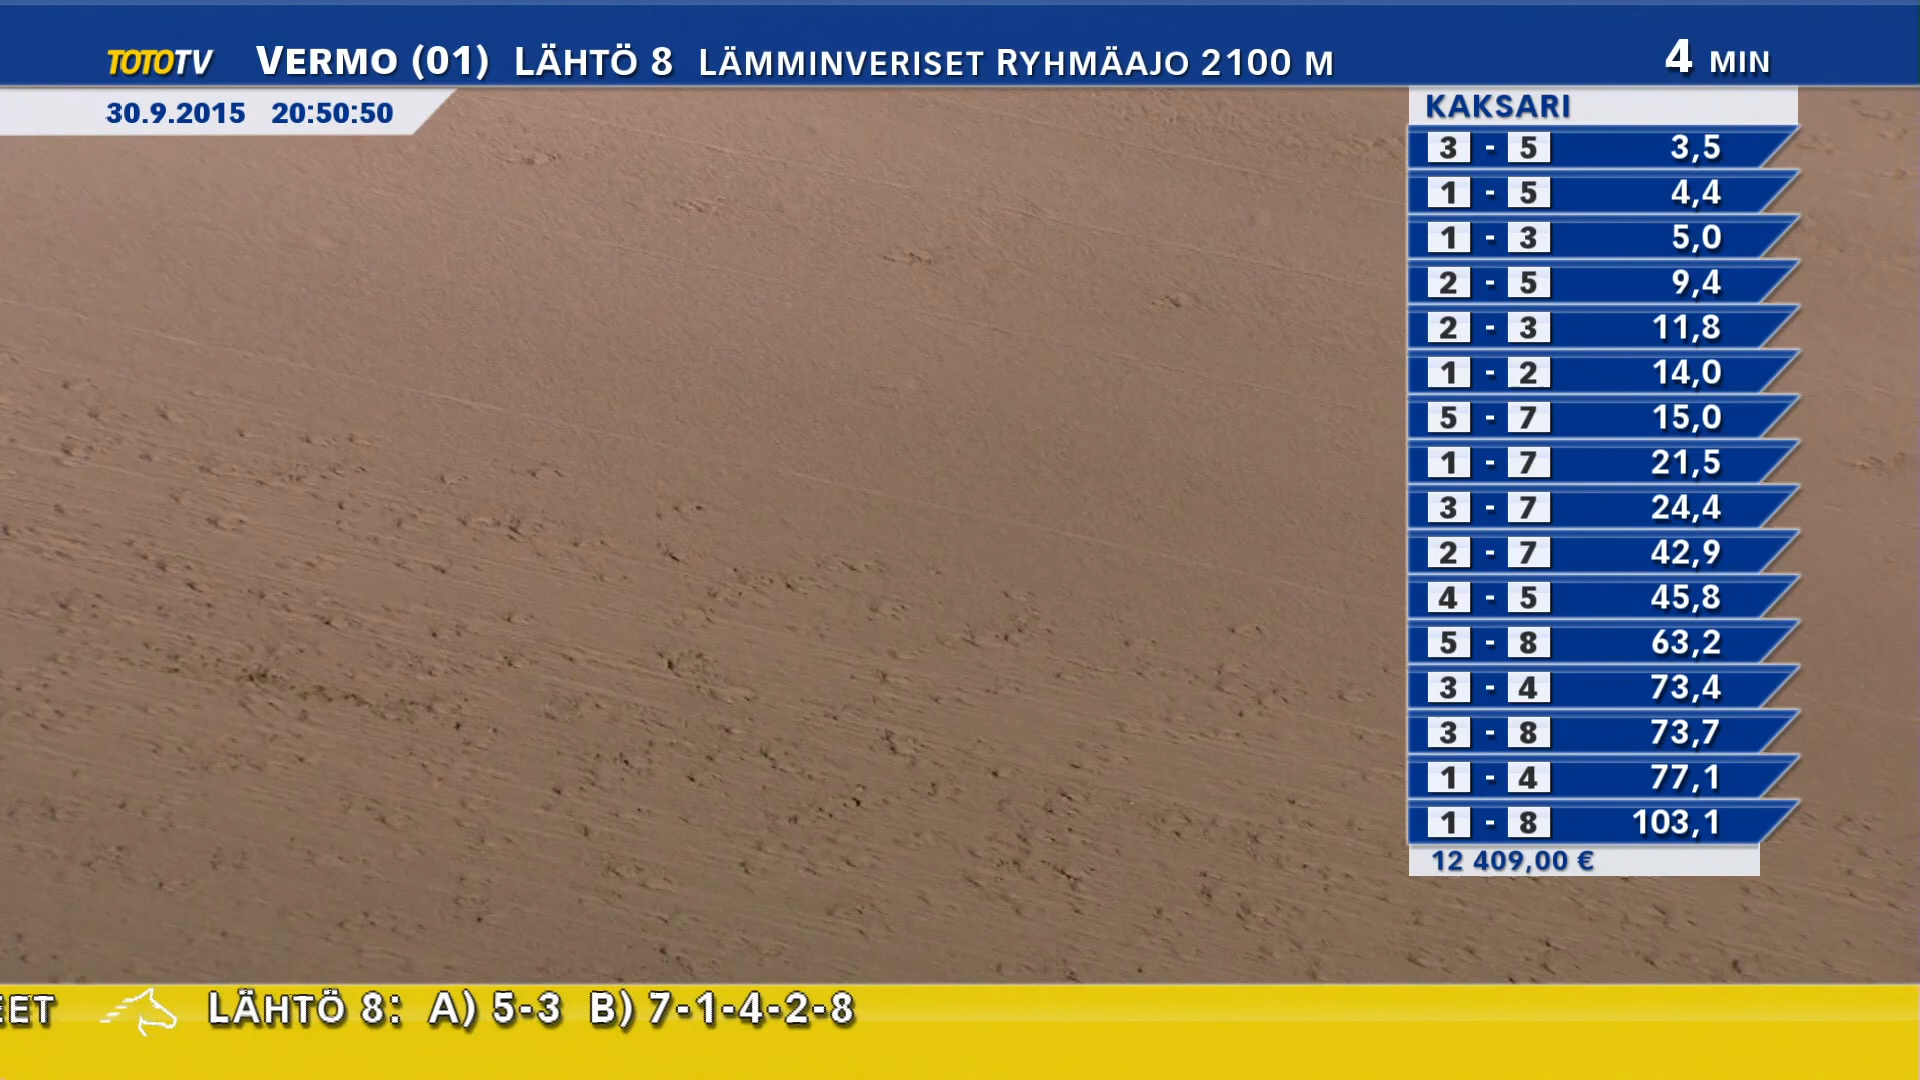 TOTOTV VERMO (01) LÄHTÖ 8 LÄMMINVERISET RYHMÄAJO 2100 M 4 MIN
30.9.2015 20:50:50
KAKSARI
3 - 5 3,5
1 - 5 4,4
1 - 3 5,0
2 - 5 9,4
2 - 3 11,8
1 - 2 14,0
5 - 7 15,0
1 - 7 21,5
3 - 7 24,4
2 - 7 42,9
4 - 5 45,8
5 - 8 63,2
3 - 4 73,4
3 - 8 73,7
1 - 4 77,1
1 - 8 103,1
12 409,00 €
EET LÄHTÖ 8: A) 5-3 B) 7-1-4-2-8